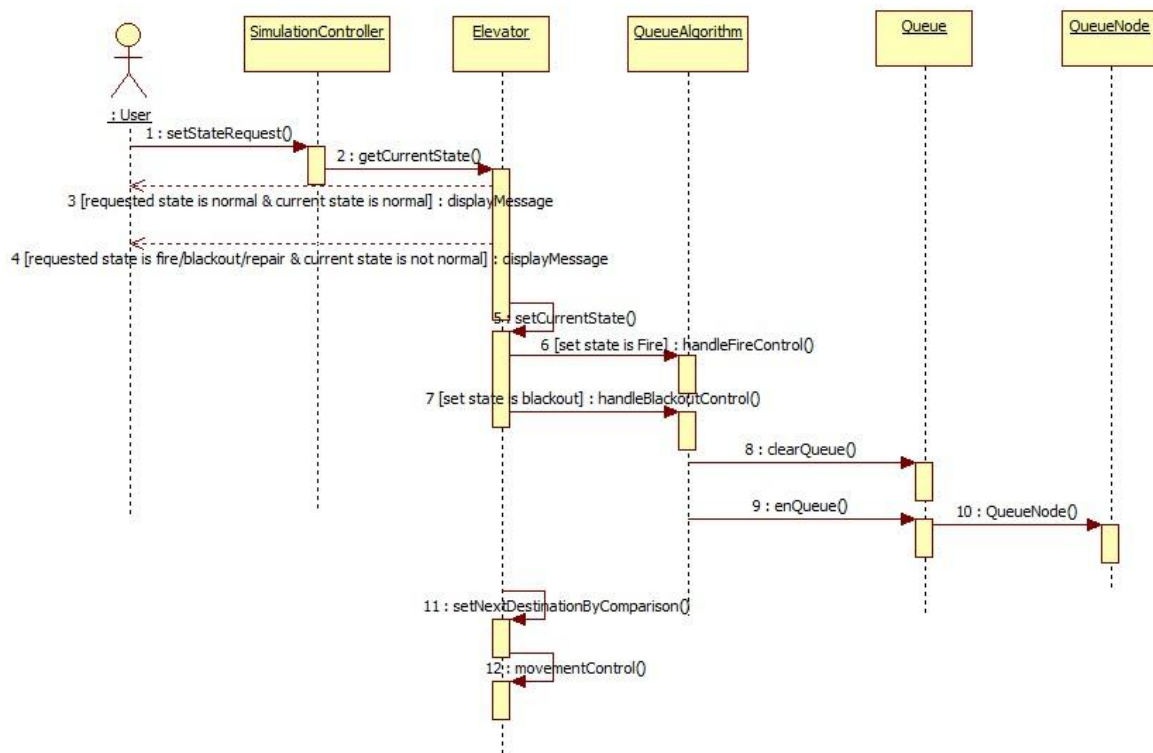 SimulationController
Elevator
QueueAlgorithm
Queue
QueueNode
: User
1 : setStateRequest()
2 : getCurrentState()
3 [requested state is normal & current state is normal] : displayMessage
4 [requested state is fire/blackout/repair & current state is not normal] : displayMessage
5 : setCurrentState()
6 [set state is Fire] : handleFireControl()
7 [set state is blackout] : handleBlackoutControl()
8 : clearQueue()
9 : enQueue()
10 : QueueNode()
11 : setNextDestinationByComparison()
12 : movementControl()